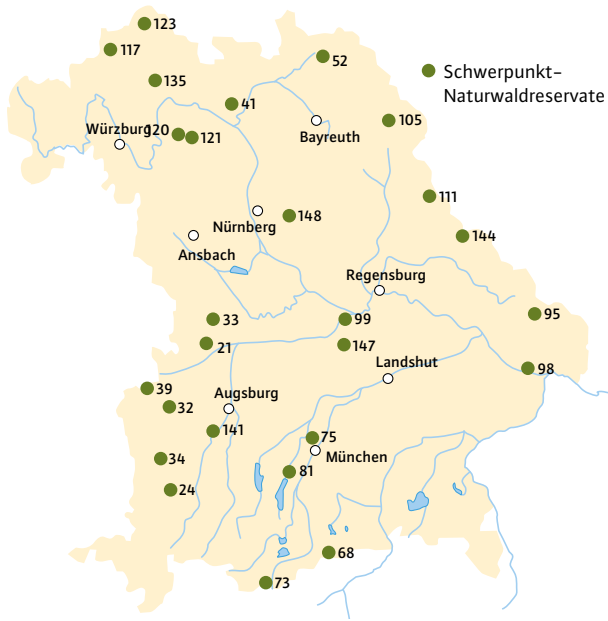 123
117
52
Schwerpunkt-
Naturwaldreservate
135
41
105
Würzburg
120
121
Bayreuth
111
148
Nürnberg
144
Ansbach
Regensburg
95
33
99
21
147
Landshut
98
39
Augsburg
32
141
75
München
34
81
24
68
73